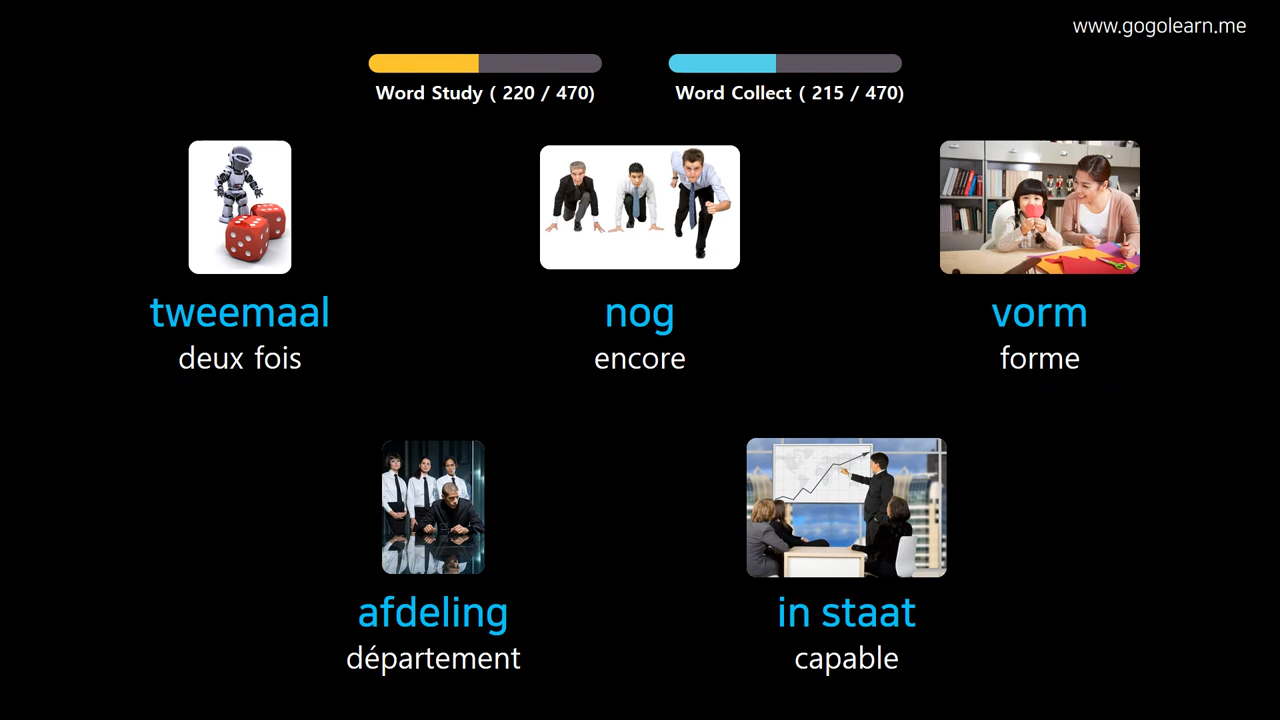 www.gogolearn.me
Word Study ( 220 / 470)
Word Collect ( 215 / 470)
tweemaal
deux fois
nog
encore
vorm
forme
afdeling
département
in staat
capable